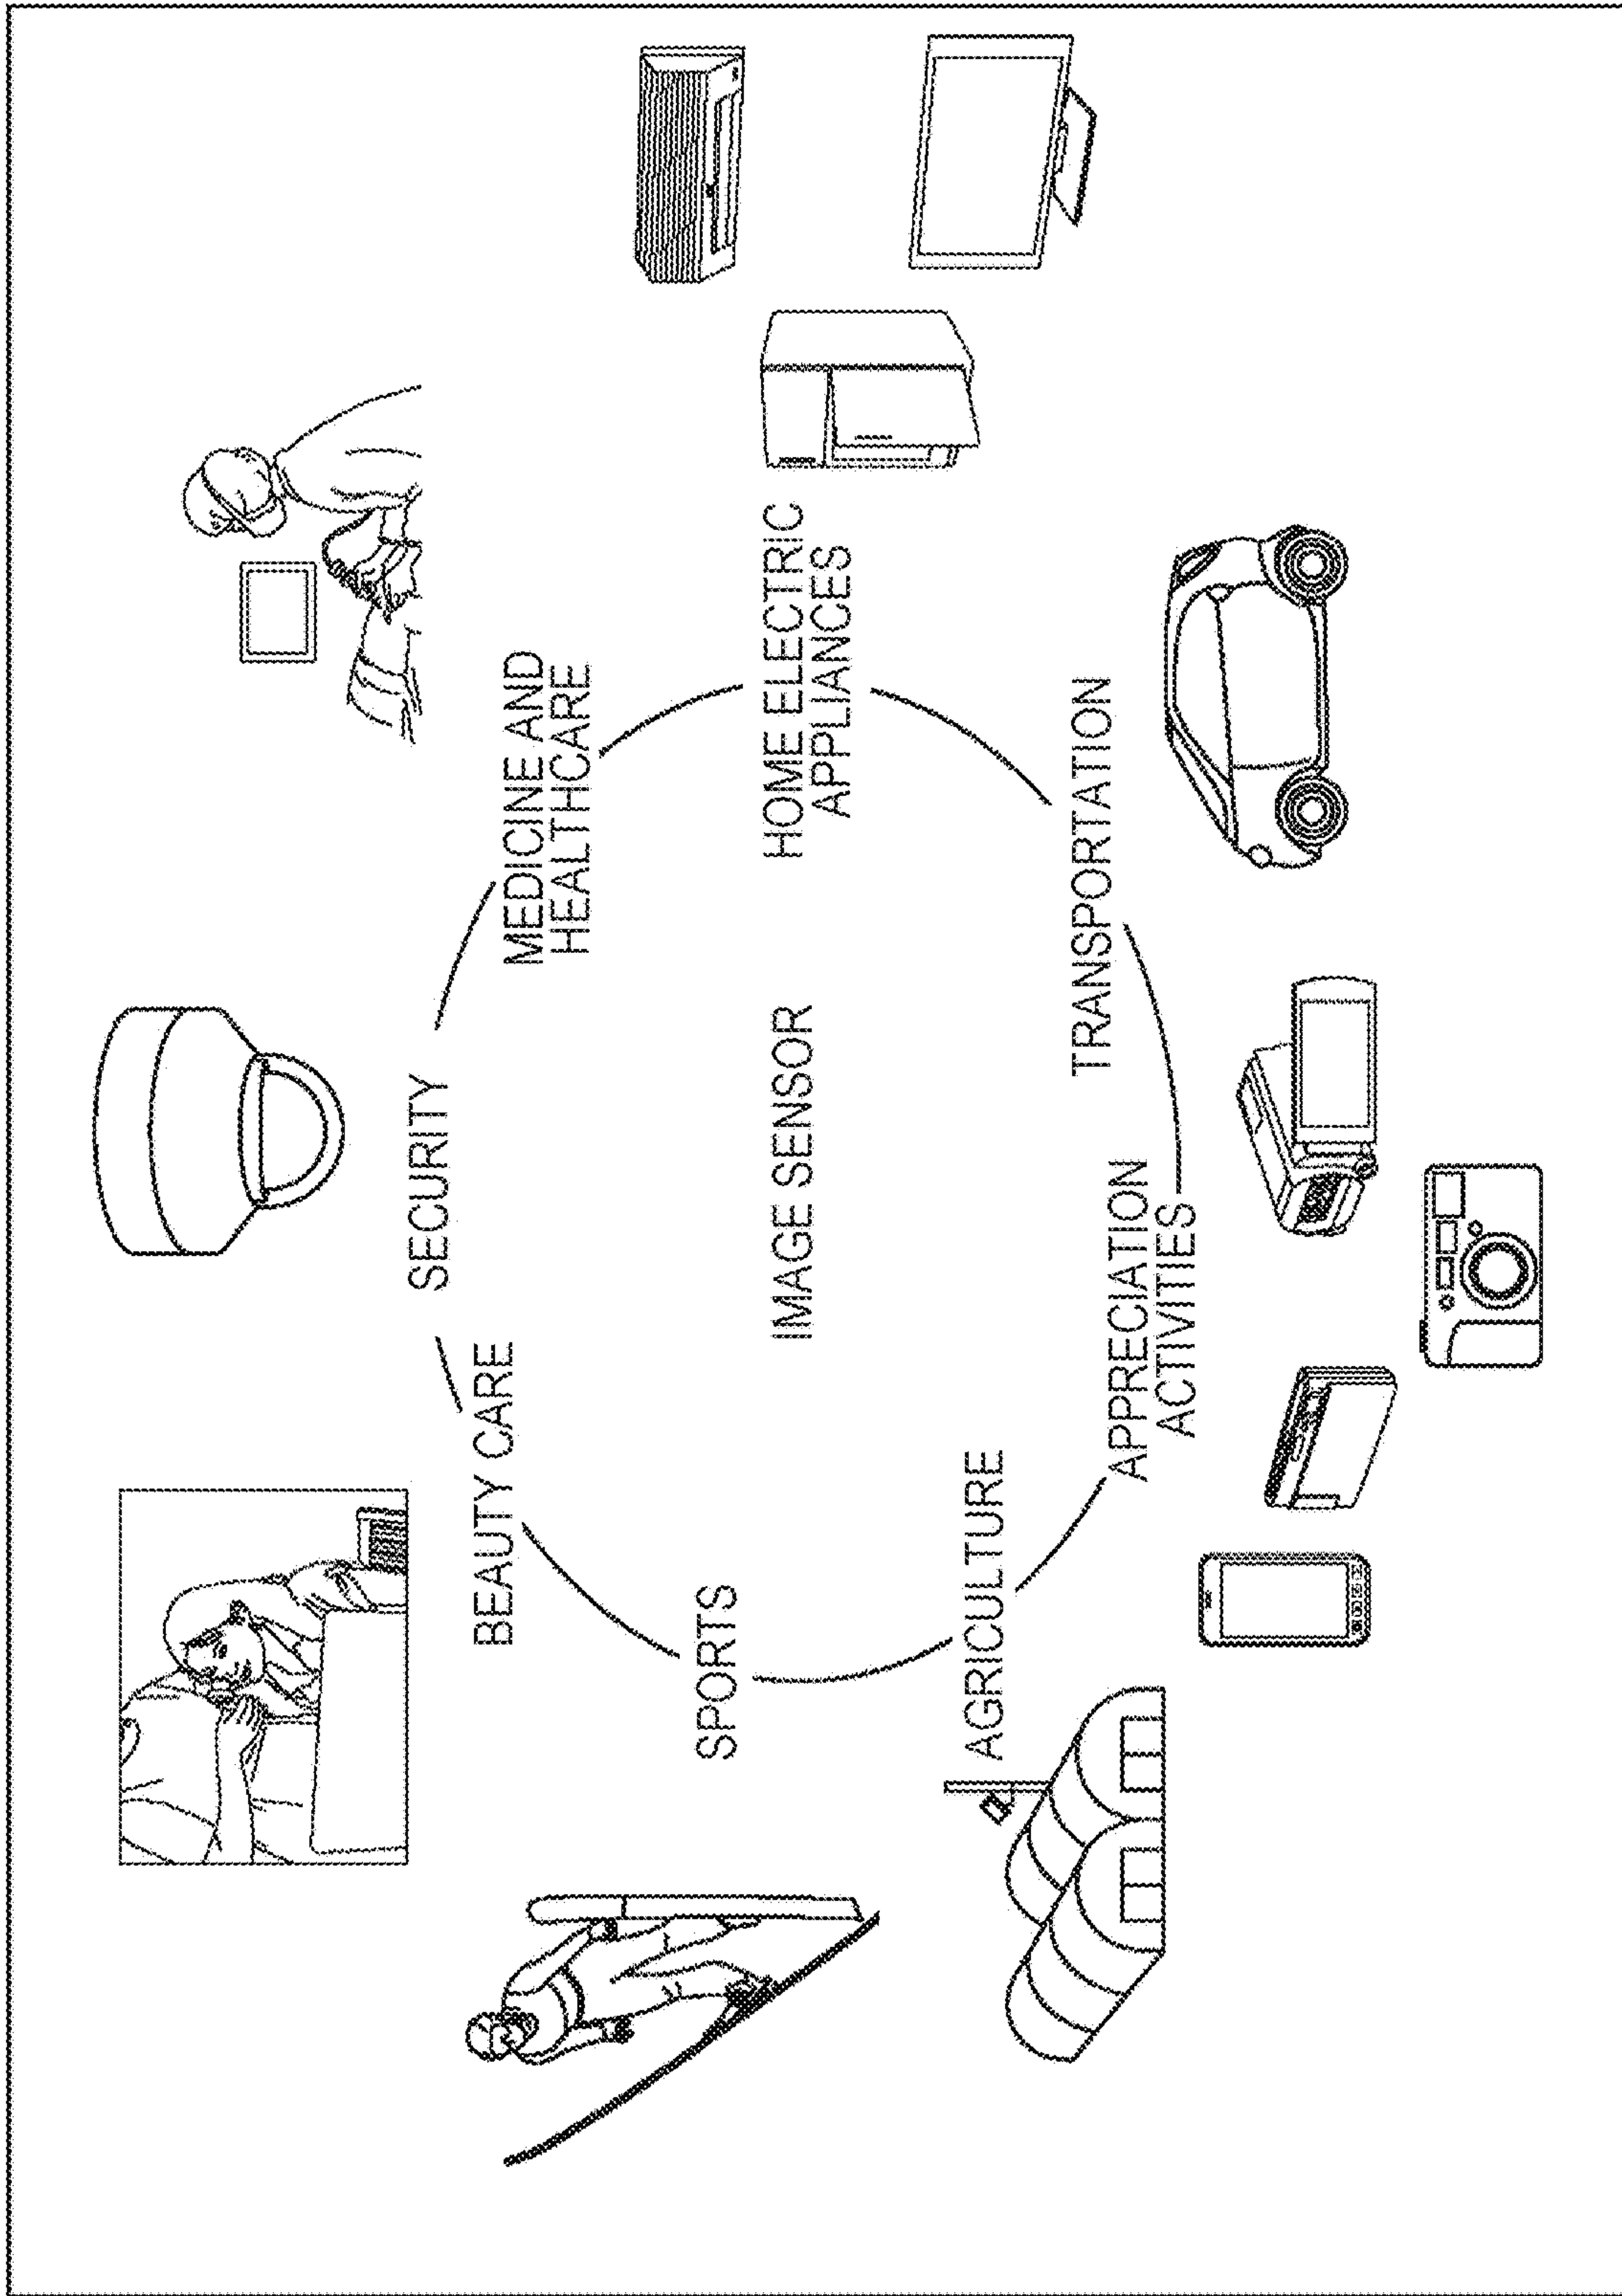 SECURITY
BEAUTY CARE
MEDICINE AND
HEALTHCARE
SPORTS
IMAGE SENSOR
HOME ELECTRIC
APPLIANCES
AGRICULTURE
TRANSPORTATION
APPRECIATION
ACTIVITIES